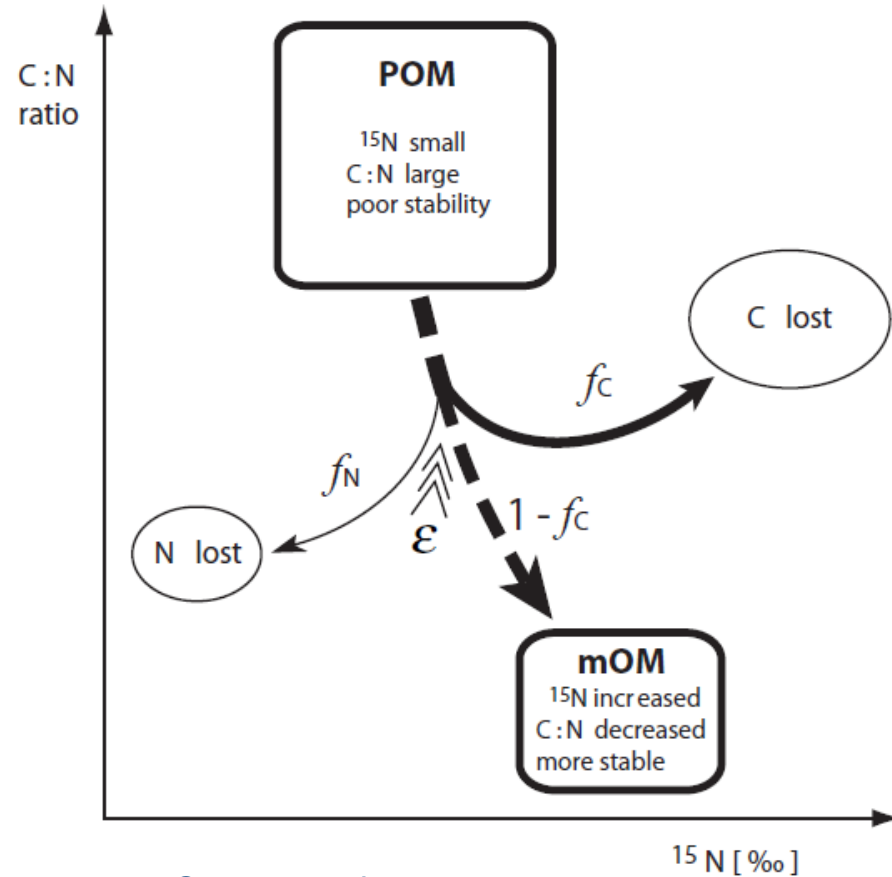 C:N
ratio
POM
¹⁵N small
C:N large
poor stability
C lost
fC
fN
ε
1 - fC
N lost
mOM
¹⁵N increased
C:N decreased
more stable
¹⁵N [‰]